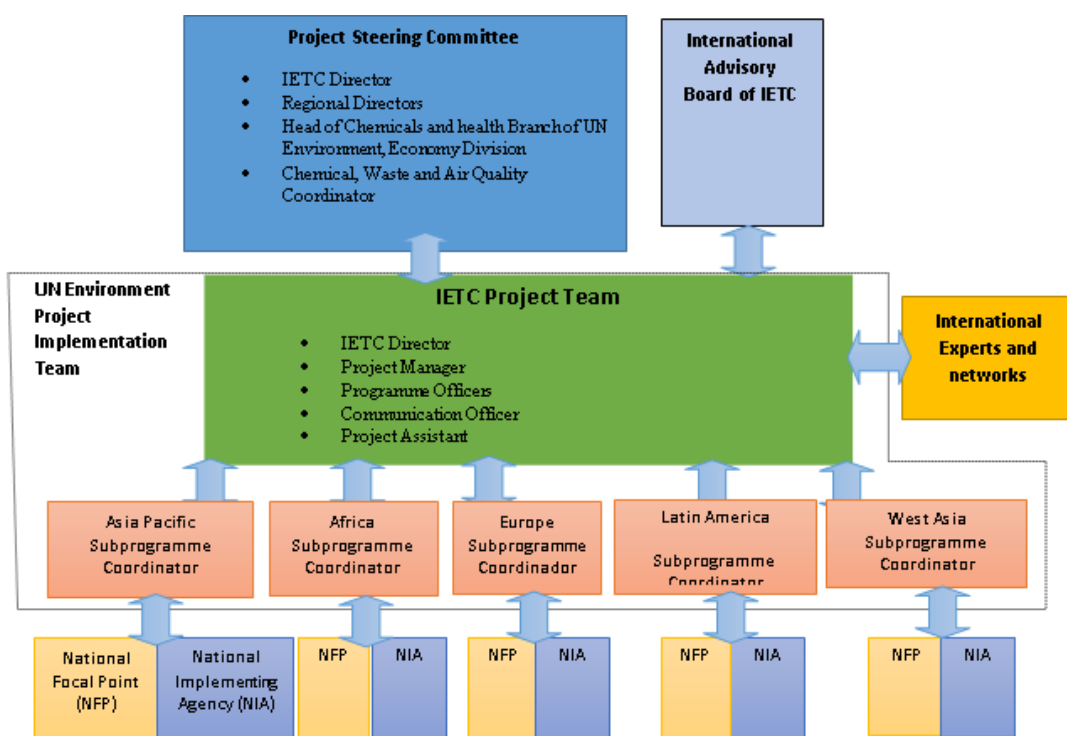 Project Steering Committee
• IETC Director
• Regional Directors
• Head of Chemicals and health Branch of UN
Environment, Economy Division
• Chemical, Waste and Air Quality
Coordinator
International
Advisory
Board of IETC
UN Environment
Project
Implementation
Team
IETC Project Team
• IETC Director
• Project Manager
• Programme Officers
• Communication Officer
• Project Assistant
International
Experts and
networks
Asia Pacific
Subprogramme
Coordinator
Africa
Subprogramme
Coordinator
Europe
Subprogramme
Coordinador
Latin America
Subprogramme
Coordinator
West Asia
Subprogramme
Coordinator
National
Focal Point
(NFP)
National
Implementing
Agency (NIA)
NFP
NIA
NFP
NIA
NFP
NIA
NFP
NIA